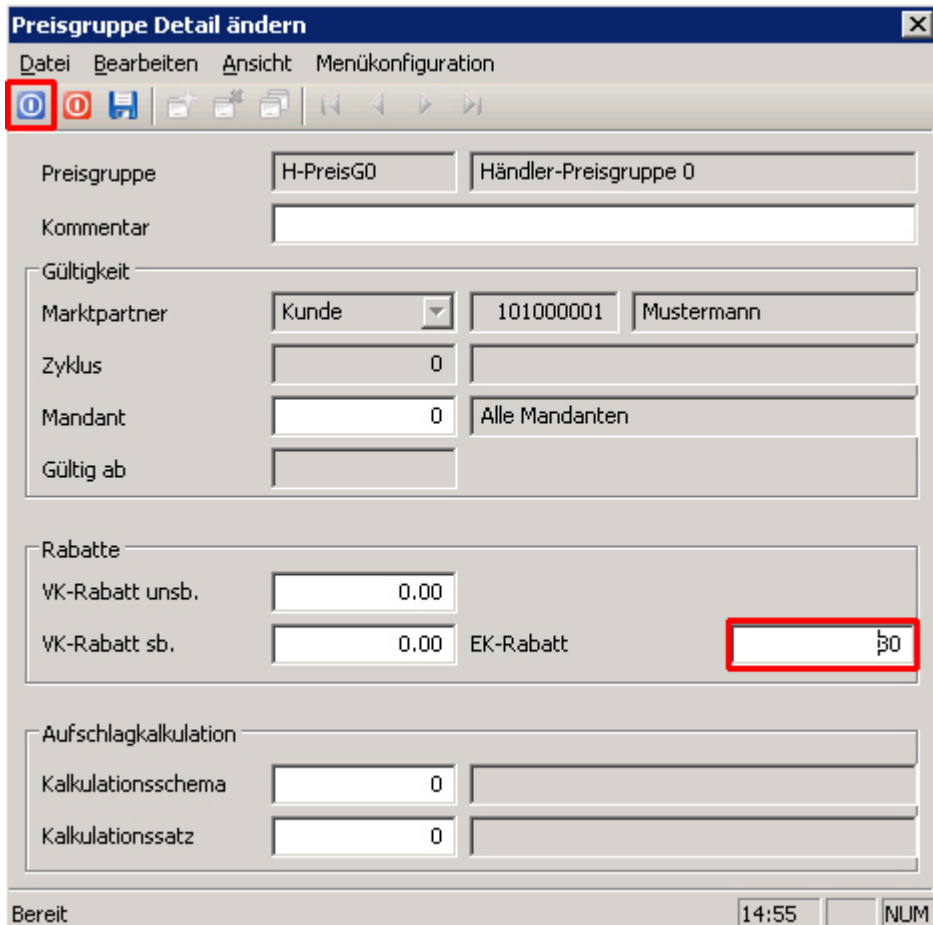 Preisgruppe Detail ändern
Datei Bearbeiten Ansicht Menükonfiguration
Preisgruppe H-PreisG0 Händler-Preisgruppe 0
Kommentar
Gültigkeit
Marktpartner Kunde 101000001 Mustermann
Zyklus 0
Mandant 0 Alle Mandanten
Gültig ab
Rabatte
VK-Rabatt unsb. 0.00
VK-Rabatt sb. 0.00 EK-Rabatt 30
Aufschlagkalkulation
Kalkulationsschema 0
Kalkulationssatz 0
Bereit 14:55 NUM